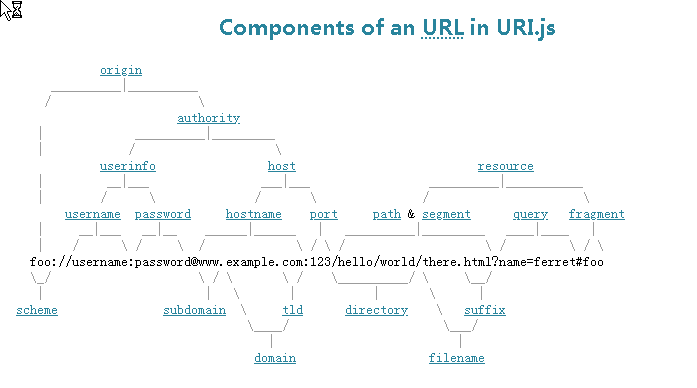 Components of an URL in URI.js
origin
authority
userinfo host resource
username password hostname port path & segment query fragment
foo://username:password@www.example.com:123/hello/world/there.html?name=ferret#foo
scheme subdomain tld directory suffix
domain filename